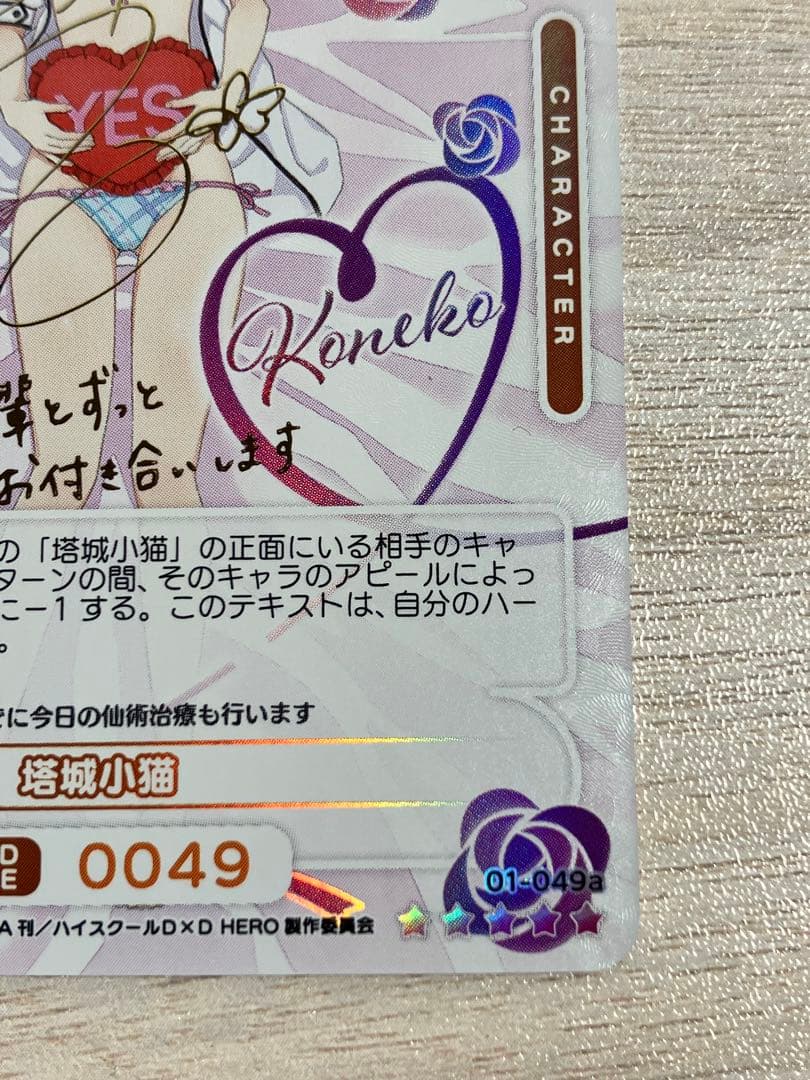 YES
CHARACTER
Koneko
輩とずっと
お付き合いします
の「塔城小猫」の正面にいる相手のキャ
ターンの間、そのキャラのアピールによっ
に－1する。このテキストは、自分のハー
。
に今日の仙術治療も行います
塔城小猫
D
E
0049
01-049a
A刊／ハイスクールD×D HERO 製作委員会